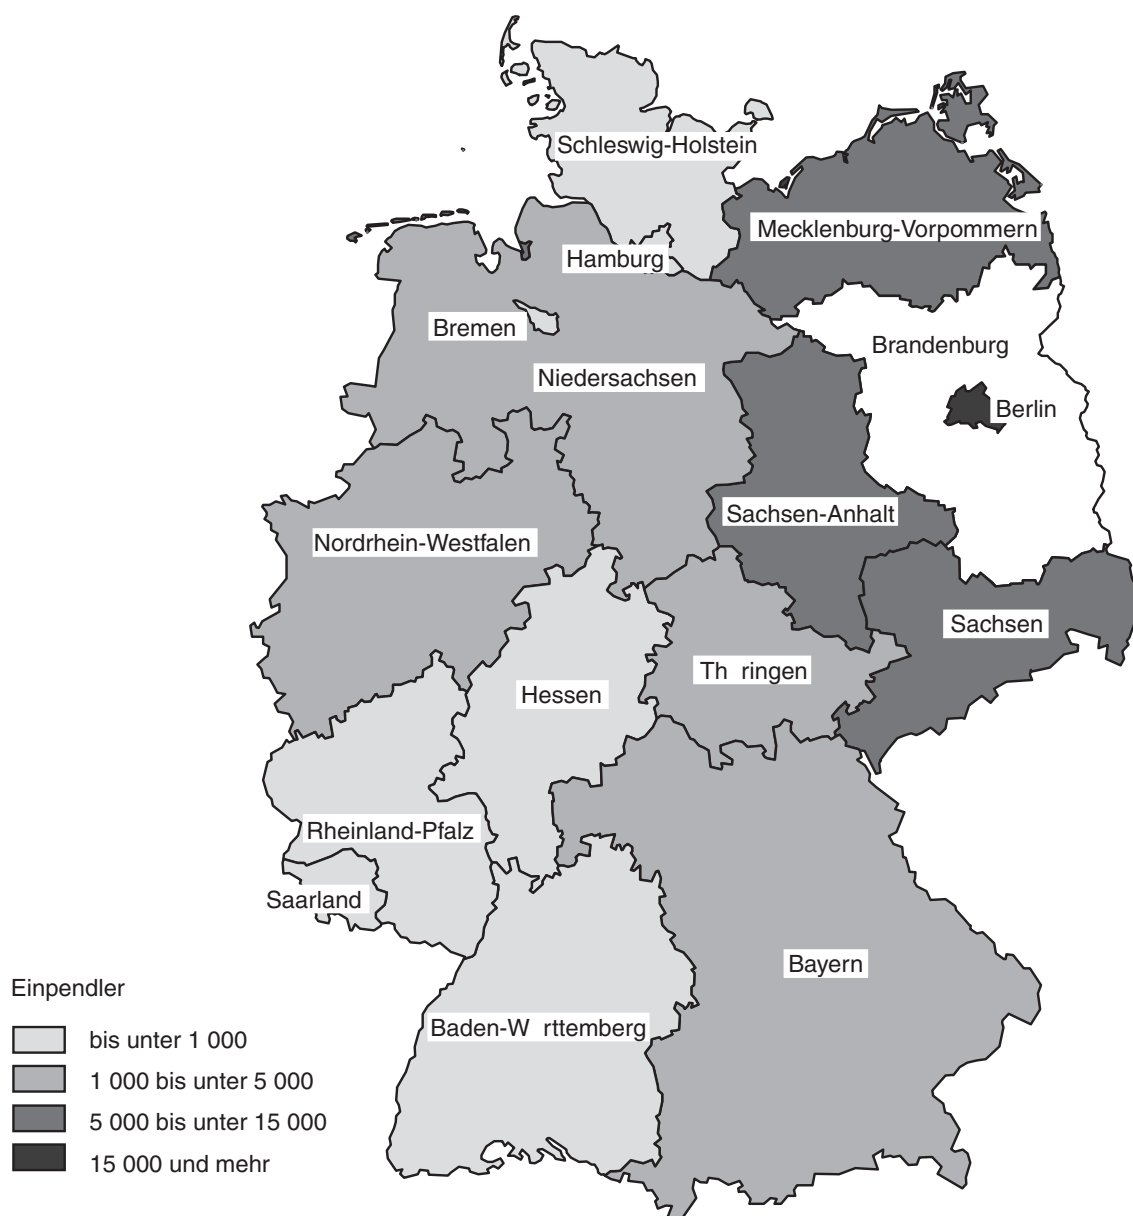 Schleswig-Holstein
Mecklenburg-Vorpommern
Hamburg
Bremen
Brandenburg
Niedersachsen
Berlin
Sachsen-Anhalt
Nordrhein-Westfalen
Sachsen
Th ringen
Hessen
Rheinland-Pfalz
Saarland
Bayern
Baden-W rttemberg
Einpendler
bis unter 1 000
1 000 bis unter 5 000
5 000 bis unter 15 000
15 000 und mehr